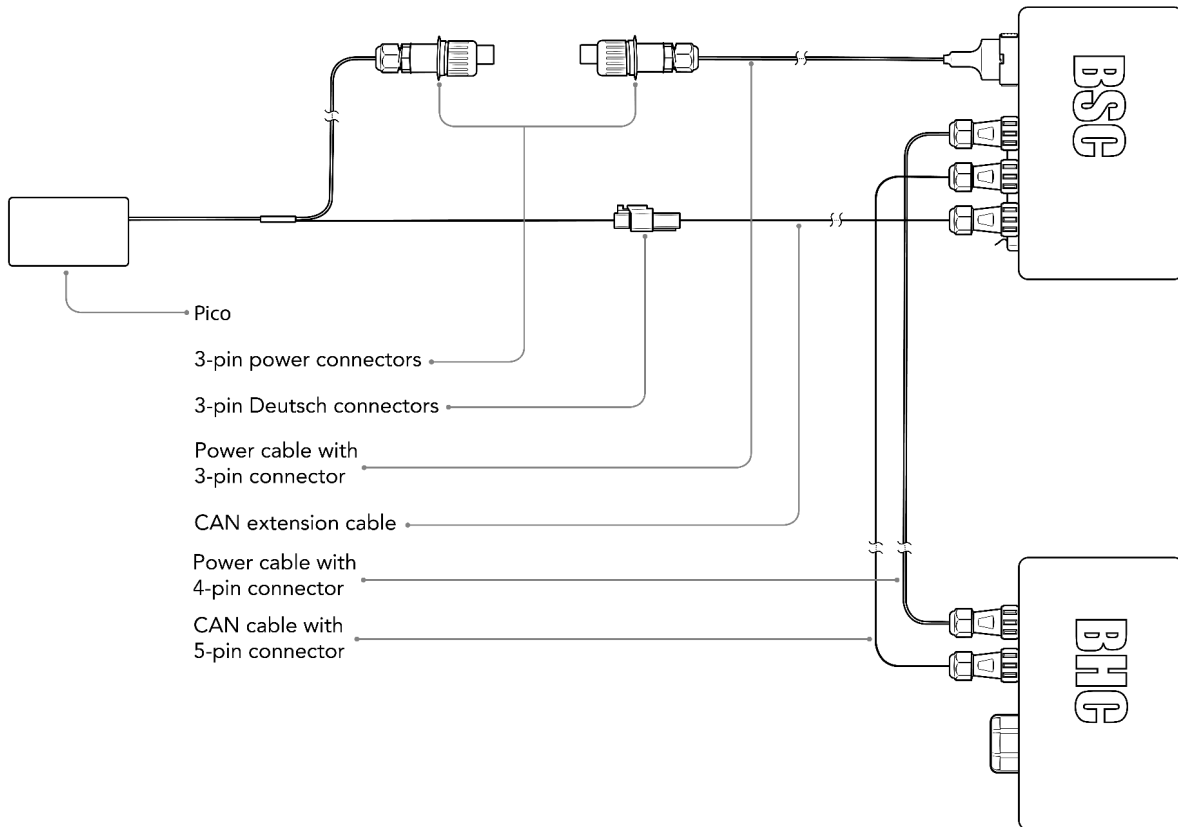 BSC
Pico
3-pin power connectors
3-pin Deutsch connectors
Power cable with
3-pin connector
CAN extension cable
Power cable with
4-pin connector
CAN cable with
5-pin connector
BHC